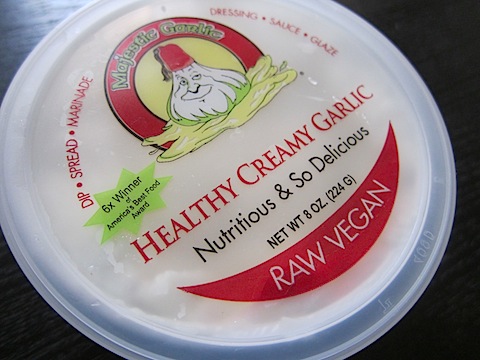 DRESSING • SAUCE • GLAZE
Majestic Garlic
DIP • SPREAD • MARINADE
6x Winner
of
America's Best Food
Award
HEALTHY CREAMY GARLIC
Nutritious & So Delicious
NET WT. 8 OZ. (224 G)
RAW VEGAN